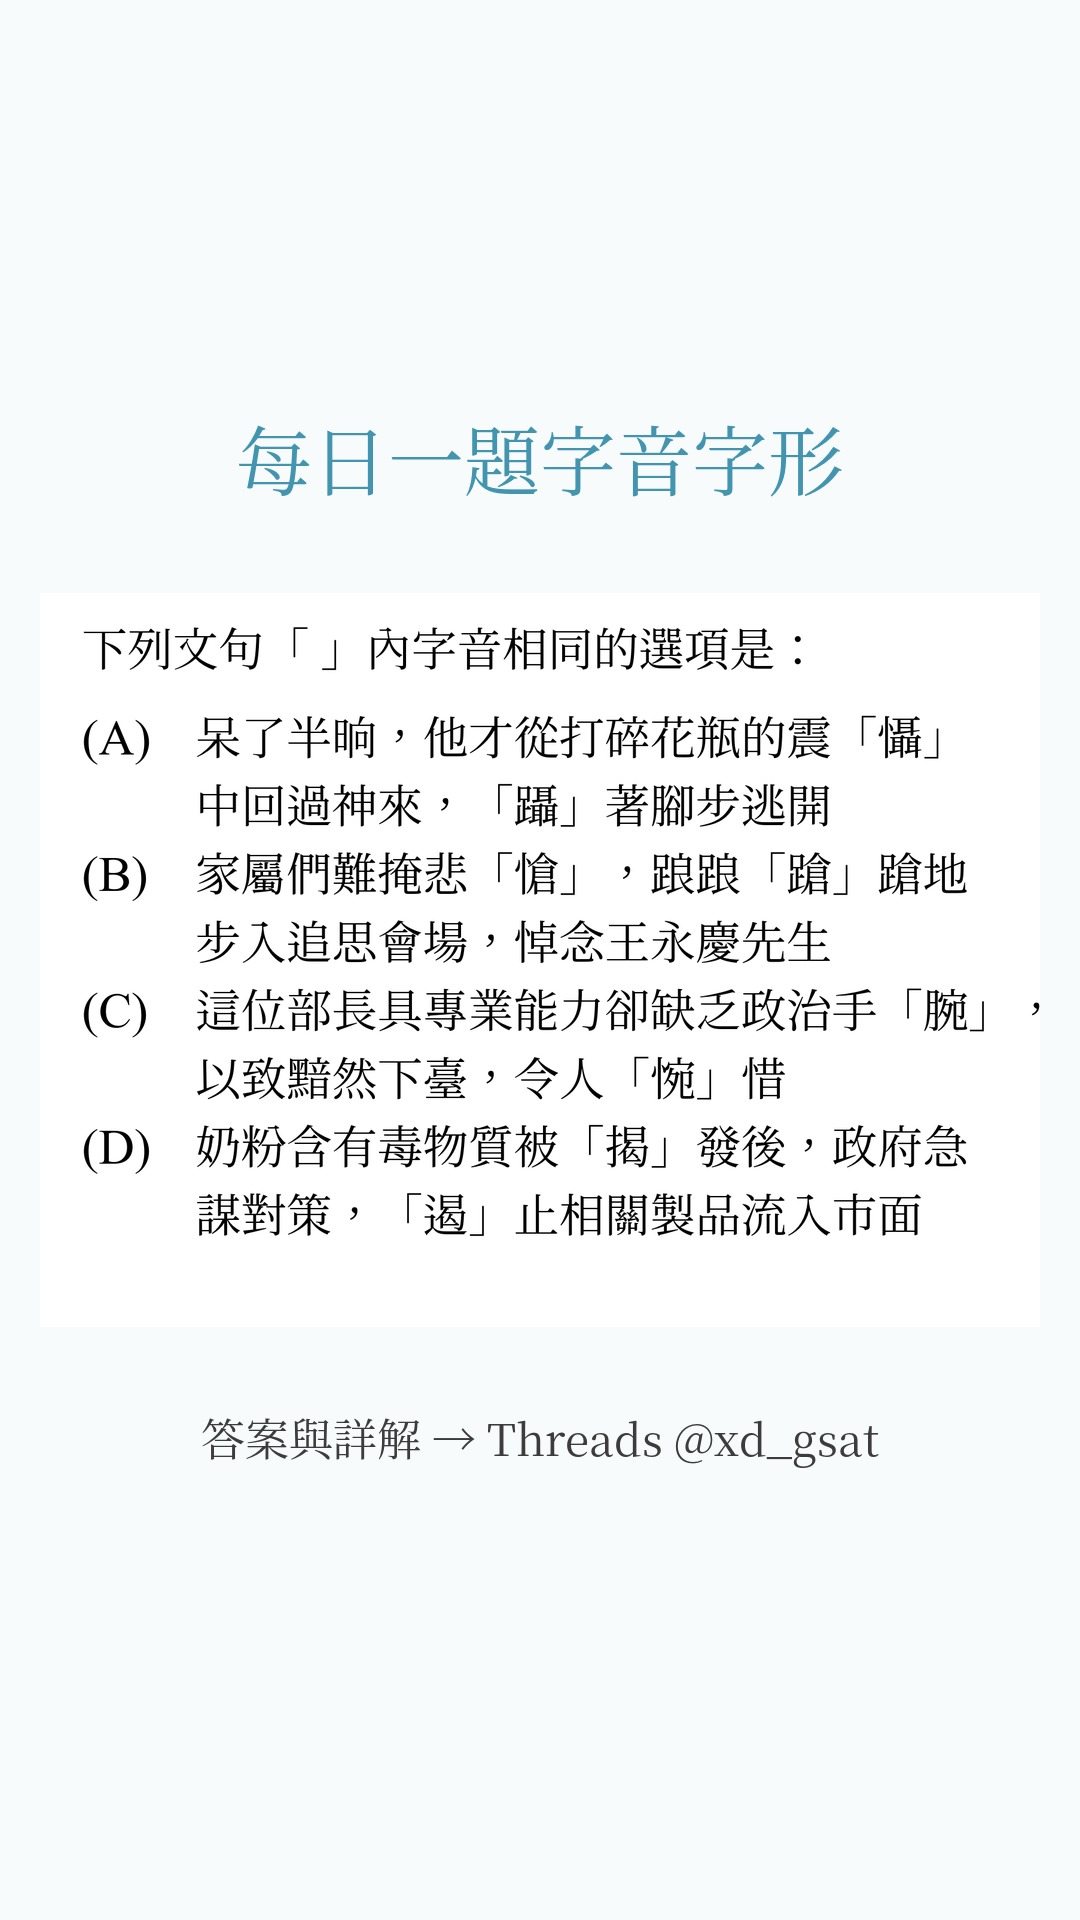 每日一題字音字形
下列文句「 」內字音相同的選項是：
(A) 呆了半晌，他才從打碎花瓶的震「懾」
中回過神來，「躡」著腳步逃開
(B) 家屬們難掩悲「愴」，踉踉「蹌」蹌地
步入追思會場，悼念王永慶先生
(C) 這位部長具專業能力卻缺乏政治手「腕」，
以致黯然下臺，令人「惋」惜
(D) 奶粉含有毒物質被「揭」發後，政府急
謀對策，「遏」止相關製品流入市面
答案與詳解 → Threads @xd_gsat